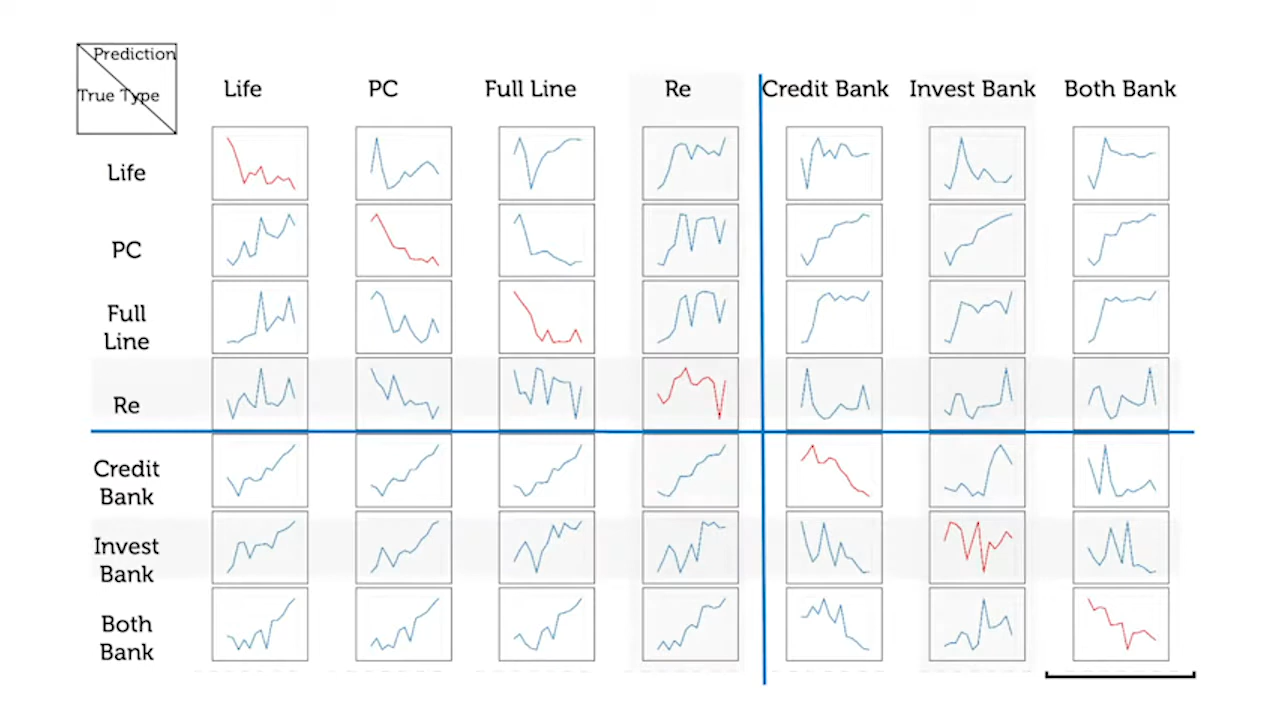 Prediction
True Type
Life PC Full Line Re Credit Bank Invest Bank Both Bank
Life
PC
Full
Line
Re
Credit
Bank
Invest
Bank
Both
Bank